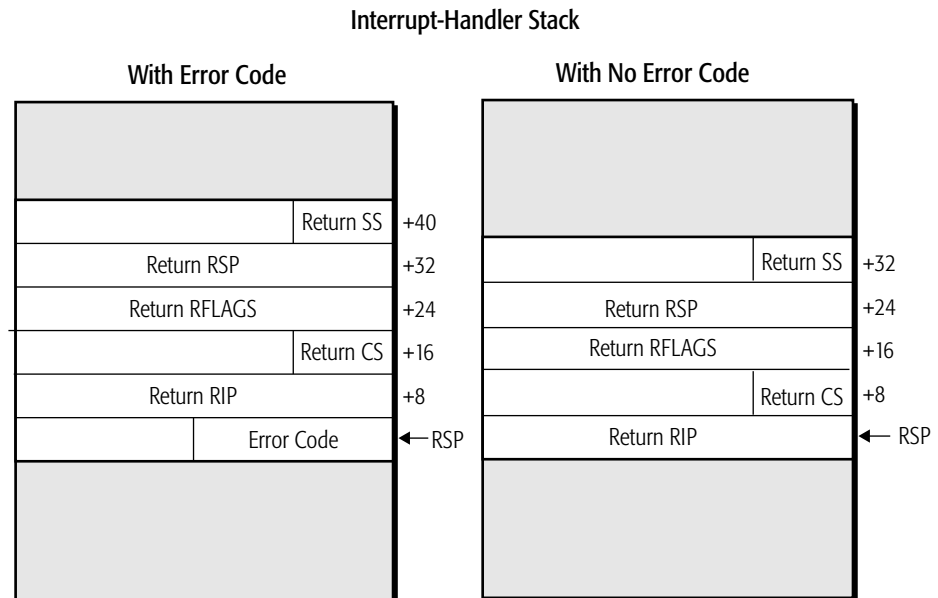 Interrupt-Handler Stack
With Error Code
Return SS +40
Return RSP +32
Return RFLAGS +24
Return CS +16
Return RIP +8
Error Code RSP
With No Error Code
Return SS +32
Return RSP +24
Return RFLAGS +16
Return CS +8
Return RIP RSP